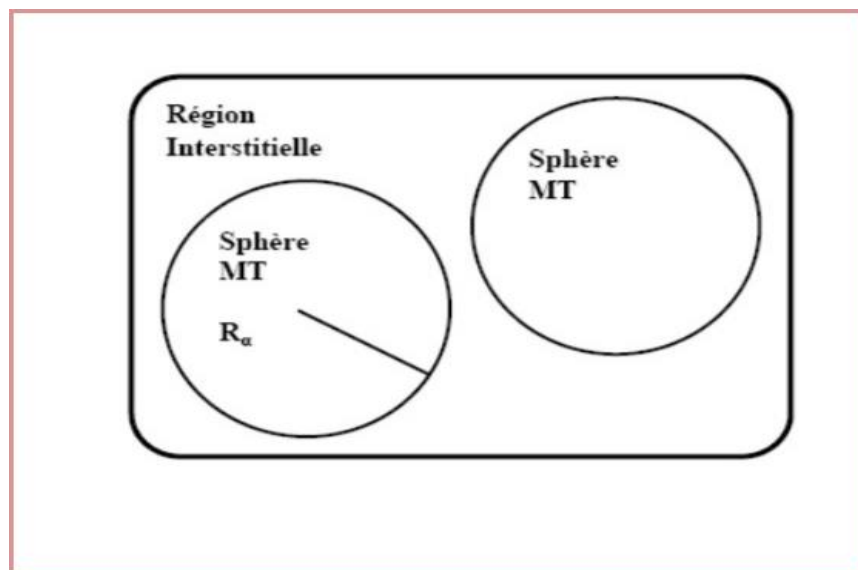 Région
Interstitielle
Sphère
MT
Sphère
MT
Rα